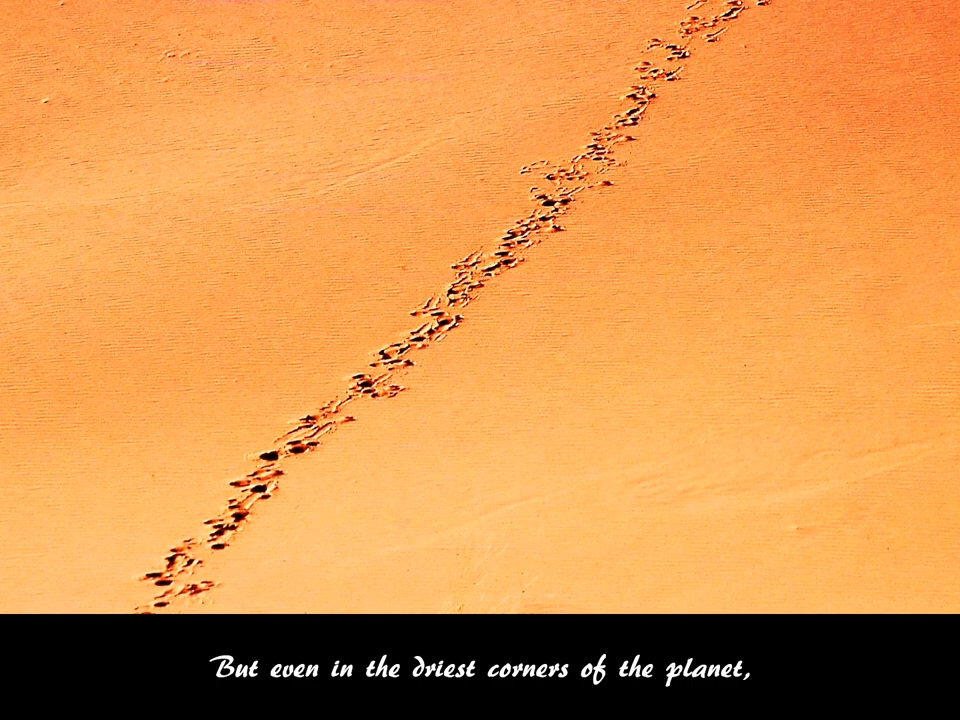 But even in the driest corners of the planet,